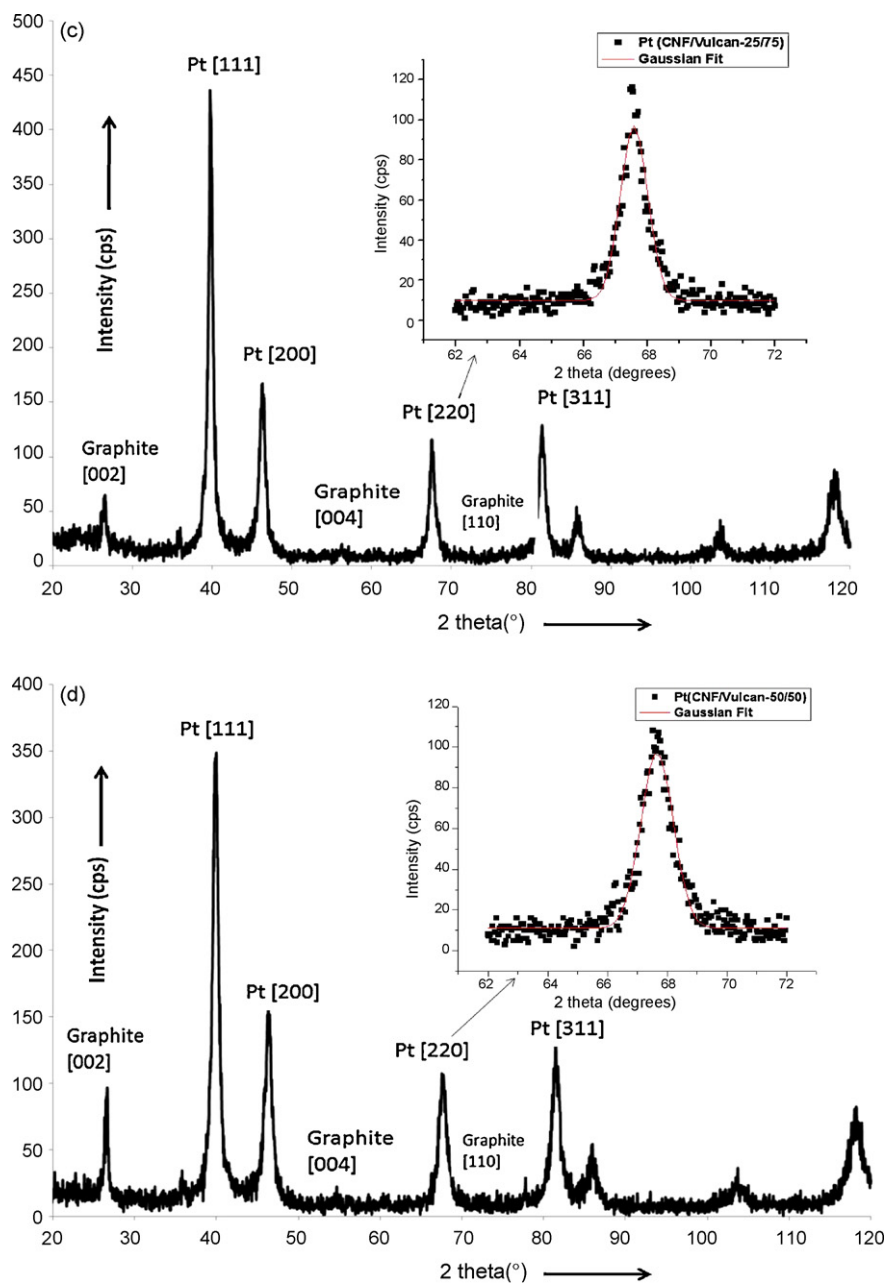 (c)
500
450
400
350
300
250
200
150
100
50
0
Intensity (cps)
Pt [111]
Pt [200]
Graphite
[002]
Graphite
[004]
Pt [220]
Graphite
[110]
Pt [311]
20 30 40 50 60 70 80 90 100 110 120
2 theta(°)
Pt (CNF/Vulcan-25/75)
Gaussian Fit
120
100
80
60
40
20
10
0
Intensity (cps)
62 64 66 68 70 72
2 theta (degrees)
(d)
400
350
300
250
200
150
100
50
0
Intensity (cps)
Pt [111]
Pt [200]
Graphite
[002]
Graphite
[004]
Pt [220]
Graphite
[110]
Pt [311]
20 30 40 50 60 70 80 90 100 110 120
2 theta(°)
Pt(CNF/Vulcan-50/50)
Gaussian Fit
120
100
80
60
40
20
10
0
Intensity (cps)
62 64 66 68 70 72
2 theta (degrees)